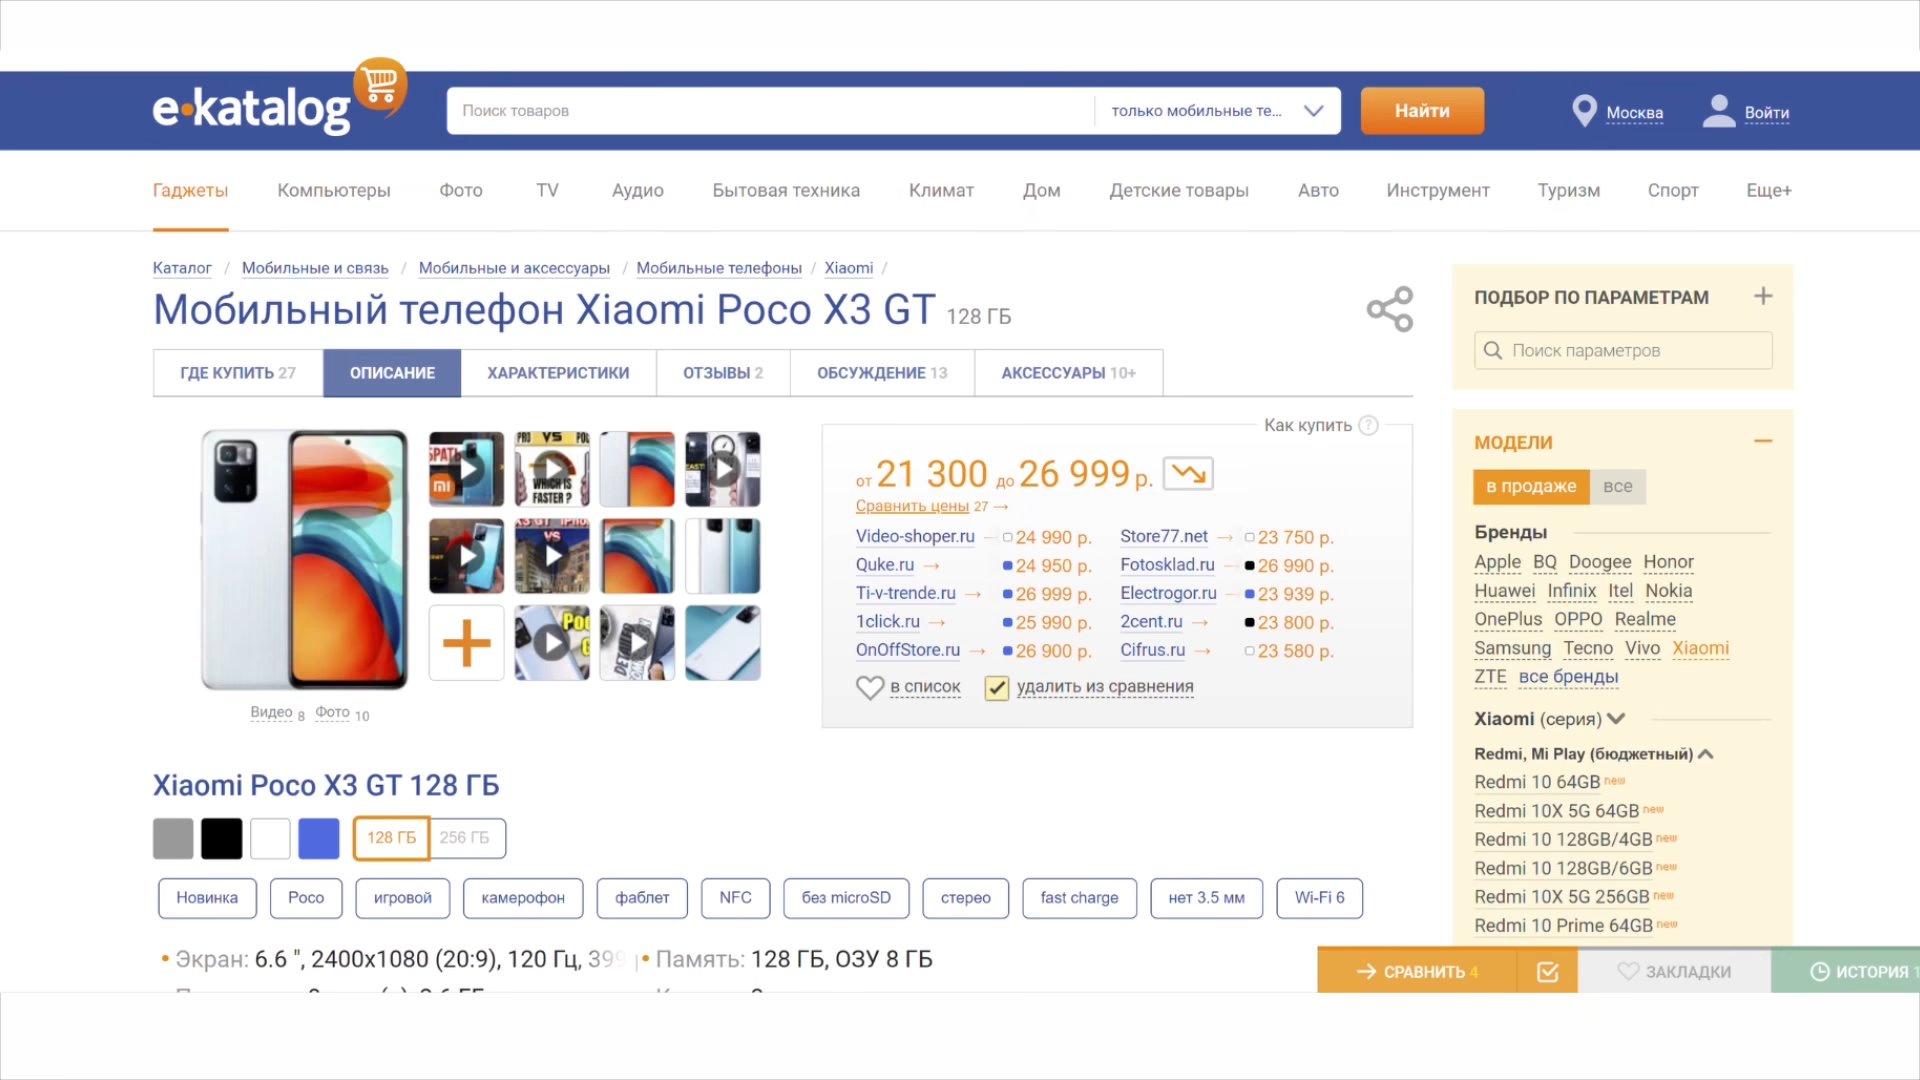 e·katalog
Поиск товаров
только мобильные те...
Найти
Москва
Войти
Гаджеты Компьютеры Фото TV Аудио Бытовая техника Климат Дом Детские товары Авто Инструмент Туризм Спорт Еще+
Каталог / Мобильные и связь / Мобильные и аксессуары / Мобильные телефоны / Xiaomi /
Мобильный телефон Xiaomi Poco X3 GT 128 ГБ
ГДЕ КУПИТЬ 27 ОПИСАНИЕ ХАРАКТЕРИСТИКИ ОТЗЫВЫ 2 ОБСУЖДЕНИЕ 13 АКСЕССУАРЫ 10+
WHICH IS
FASTER ?
Видео 8 Фото 10
Как купить ?
от 21 300 до 26 999 р.
Сравнить цены 27 →
Video-shoper.ru → 24 990 р. Store77.net → 23 750 р.
Quke.ru → 24 950 р. Fotosklad.ru → 26 990 р.
Ti-v-trende.ru → 26 999 р. Electrogor.ru → 23 939 р.
1click.ru → 25 990 р. 2cent.ru → 23 800 р.
OnOffStore.ru → 26 900 р. Cifrus.ru → 23 580 р.
в список удалить из сравнения
Xiaomi Poco X3 GT 128 ГБ
128 ГБ 256 ГБ
Новинка Poco игровой камерофон фаблет NFC без microSD стерео fast charge нет 3.5 мм Wi-Fi 6
• Экран: 6.6 ", 2400x1080 (20:9), 120 Гц, 399
• Память: 128 ГБ, ОЗУ 8 ГБ
ПОДБОР ПО ПАРАМЕТРАМ +
Поиск параметров
МОДЕЛИ
в продаже все
Бренды
Apple BQ Doogee Honor
Huawei Infinix Itel Nokia
OnePlus OPPO Realme
Samsung Tecno Vivo Xiaomi
ZTE все бренды
Xiaomi (серия)
Redmi, Mi Play (бюджетный)
Redmi 10 64GB new
Redmi 10X 5G 64GB new
Redmi 10 128GB/4GB new
Redmi 10 128GB/6GB new
Redmi 10X 5G 256GB new
Redmi 10 Prime 64GB new
→ СРАВНИТЬ 4
ЗАКЛАДКИ
ИСТОРИЯ 1